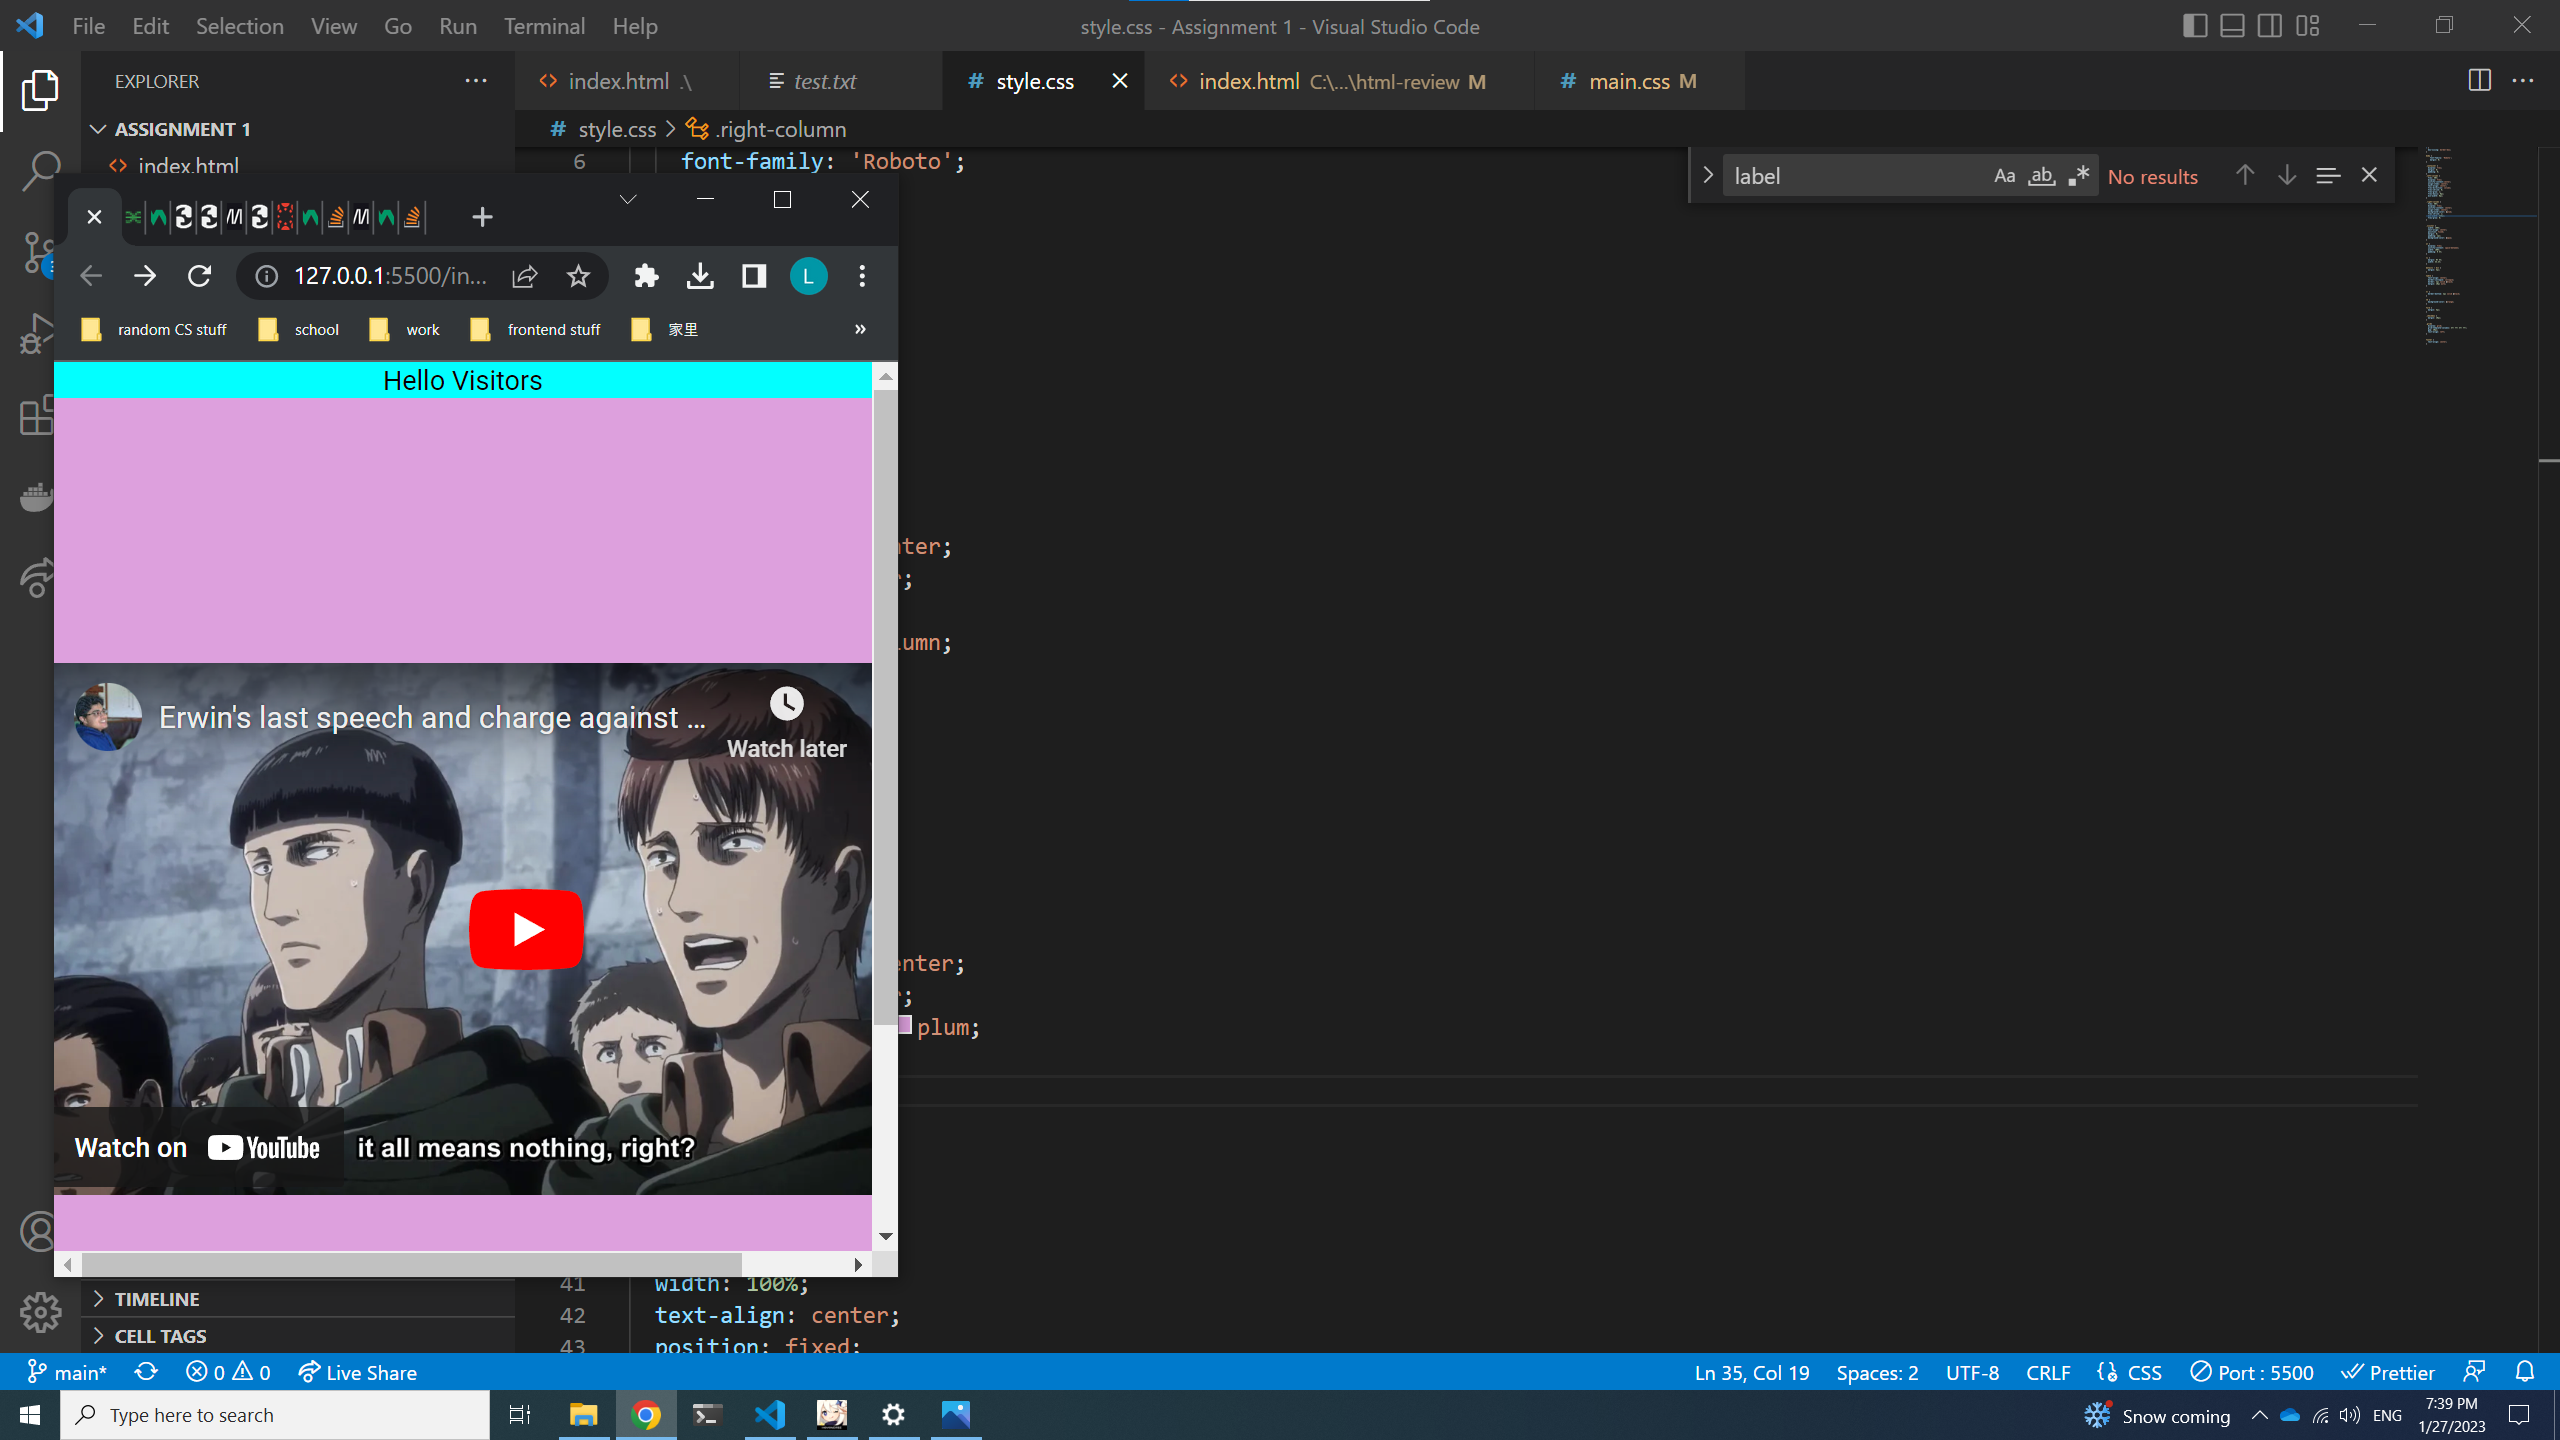 File Edit Selection View Go Run Terminal Help
style.css - Assignment 1 - Visual Studio Code
EXPLORER
index.html .\
test.txt
style.css
index.html C:\...\html-review M
main.css M
ASSIGNMENT 1
style.css > .right-column
index.html
6 font-family: 'Roboto';
label
Aa ab
No results
127.0.0.1:5500/in...
L
random CS stuff
school
work
frontend stuff
家里
»
Hello Visitors
nter;
;
umn;
Erwin's last speech and charge against ...
Watch later
enter;
;
plum;
Watch on YouTube
it all means nothing, right?
41 width: 100%;
42 text-align: center;
43 position: fixed;
TIMELINE
CELL TAGS
main*
0 0
Live Share
Ln 35, Col 19
Spaces: 2
UTF-8
CRLF
CSS
Port : 5500
Prettier
Type here to search
Snow coming
ENG
7:39 PM
1/27/2023